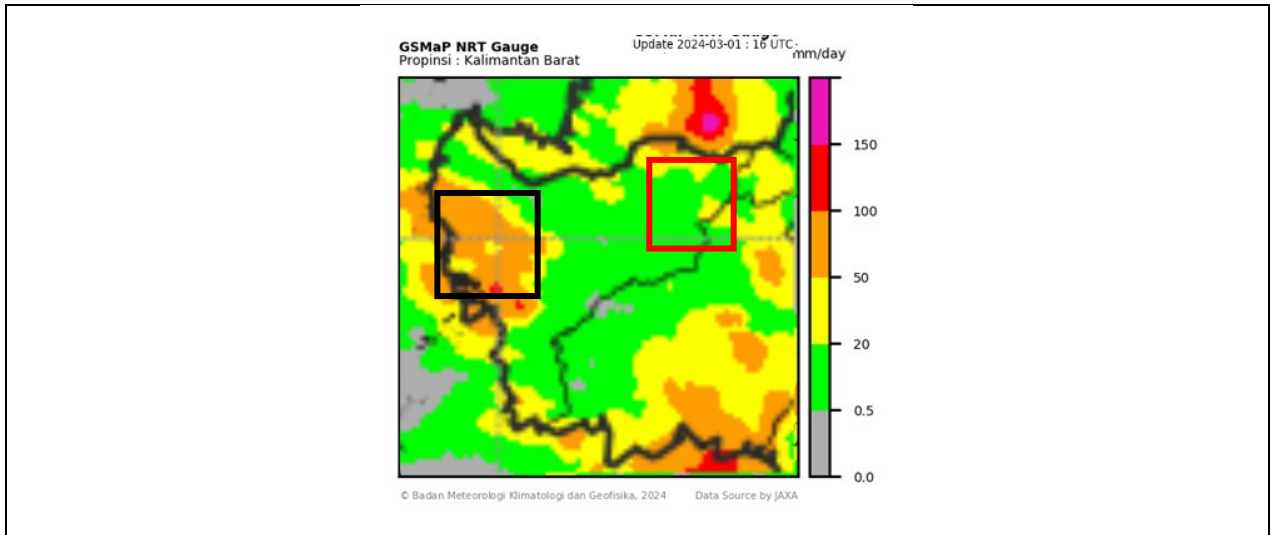 GSMaP NRT Gauge
Update 2024-03-01 : 16 UTC
Propinsi : Kalimantan Barat
mm/day
150
100
50
20
0.5
0.0
© Badan Meteorologi Klimatologi dan Geofisika, 2024
Data Source by JAXA